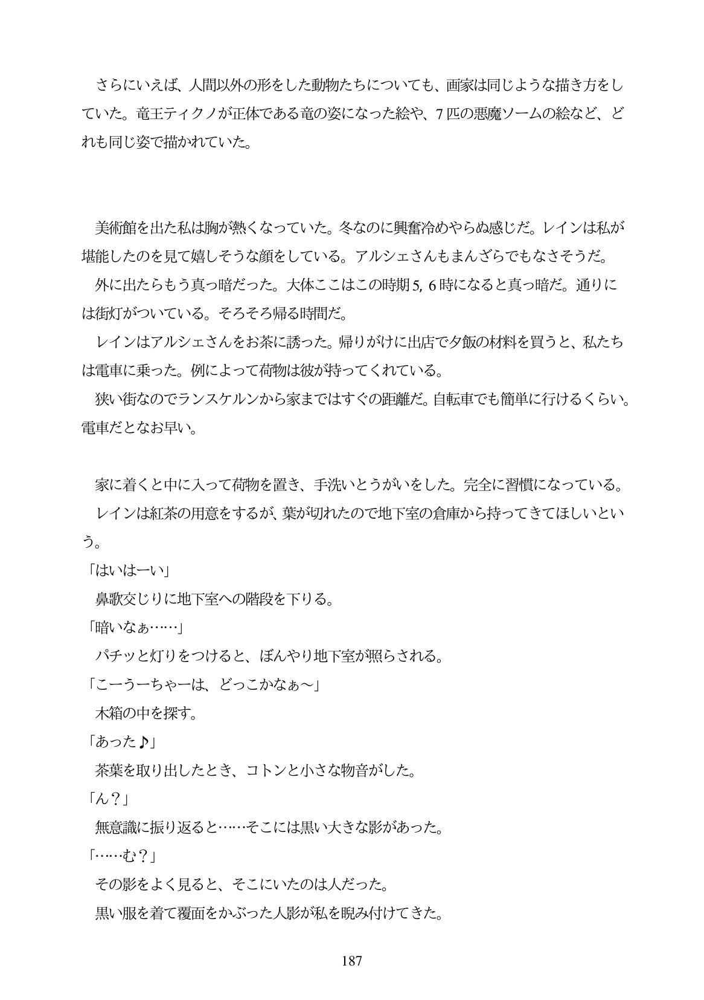 さらにいえば、人間以外の形をした動物たちについても、画家は同じような描き方をし
ていた。竜王ティクノが正体である竜の姿になった絵や、7 匹の悪魔ソームの絵など、ど
れも同じ姿で描かれていた。
美術館を出た私は胸が熱くなっていた。冬なのに興奮冷めやらぬ感じだ。レインは私が
堪能したのを見て嬉しそうな顔をしている。アルシェさんもまんざらでもなさそうだ。
外に出たらもう真っ暗だった。大体ここはこの時期 5, 6 時になると真っ暗だ。通りに
は街灯がついている。そろそろ帰る時間だ。
レインはアルシェさんをお茶に誘った。帰りがけに出店で夕飯の材料を買うと、私たち
は電車に乗った。例によって荷物は彼が持ってくれている。
狭い街なのでランスケルンから家まではすぐの距離だ。自転車でも簡単に行けるくらい。
電車だとなお早い。
家に着くと中に入って荷物を置き、手洗いとうがいをした。完全に習慣になっている。
レインは紅茶の用意をするが、葉が切れたので地下室の倉庫から持ってきてほしいとい
う。
「はいはーい」
鼻歌交じりに地下室への階段を下りる。
「暗いなぁ……」
パチッと灯りをつけると、ぼんやり地下室が照らされる。
「こーうーちゃーは、どっこかなぁ～」
木箱の中を探す。
「あった♪」
茶葉を取り出したとき、コトンと小さな物音がした。
「ん？」
無意識に振り返ると……そこには黒い大きな影があった。
「……む？」
その影をよく見ると、そこにいたのは人だった。
黒い服を着て覆面をかぶった人影が私を睨み付けてきた。
187